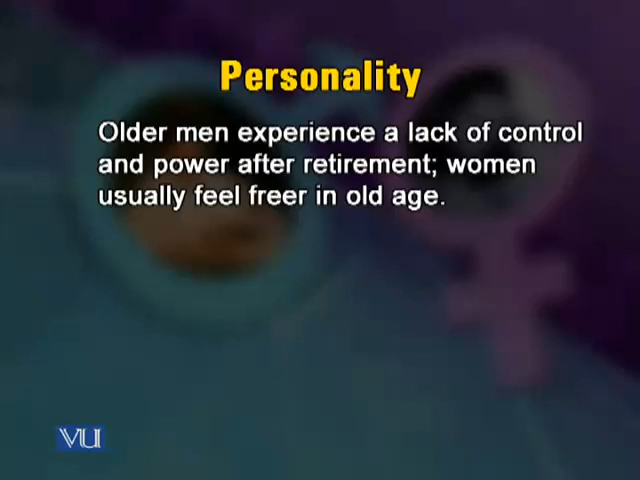 Personality
Older men experience a lack of control
and power after retirement; women
usually feel freer in old age.
VU